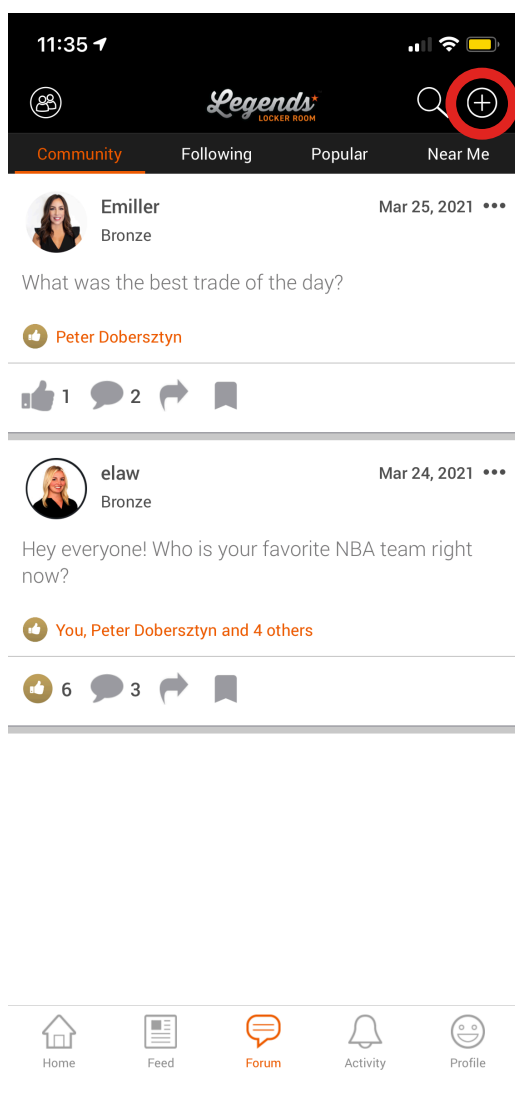 11:35
Legends
LOCKER ROOM
Community Following Popular Near Me
Emiller Mar 25, 2021 •••
Bronze
What was the best trade of the day?
Peter Dobersztyn
1 2
elaw Mar 24, 2021 •••
Bronze
Hey everyone! Who is your favorite NBA team right
now?
You, Peter Dobersztyn and 4 others
6 3
Home Feed Forum Activity Profile